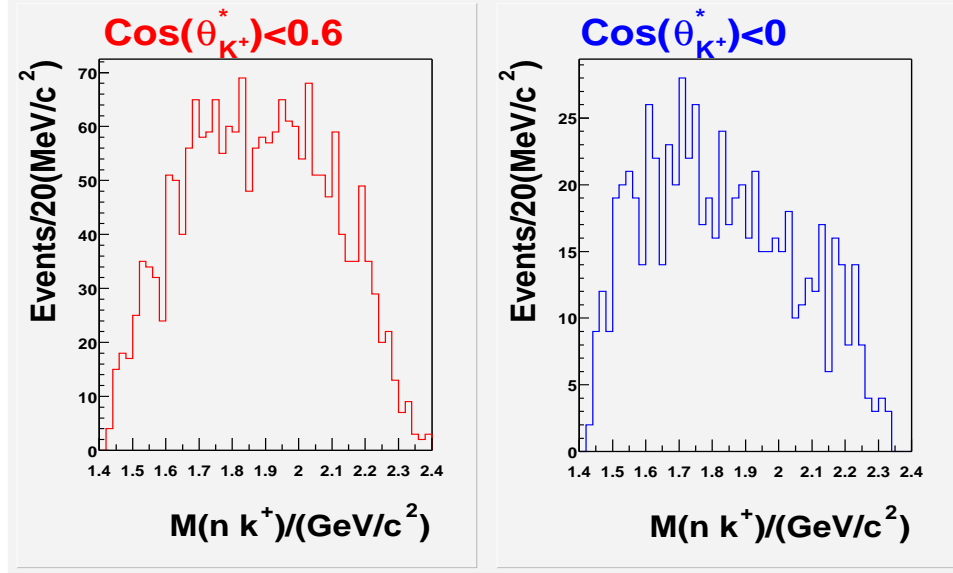 Cos(θ*K+)<0.6
Events/20(MeV/c2)
70
60
50
40
30
20
10
0
1.4 1.5 1.6 1.7 1.8 1.9 2 2.1 2.2 2.3 2.4
M(n k+)/(GeV/c2)
Cos(θ*K+)<0
Events/20(MeV/c2)
25
20
15
10
5
0
1.4 1.5 1.6 1.7 1.8 1.9 2 2.1 2.2 2.3 2.4
M(n k+)/(GeV/c2)